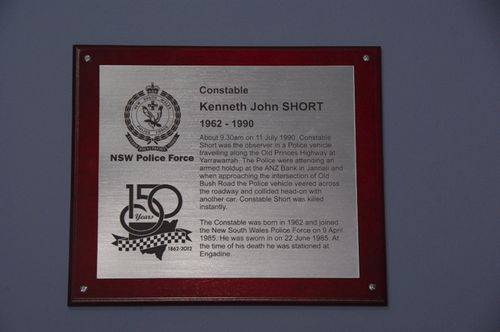 Constable
Kenneth John SHORT
1962 - 1990
About 9.30am on 11 July 1990, Constable
Short was the observer in a Police vehicle
travelling along the Old Princes Highway at
Yarrawarrah. The Police were attending an
armed holdup at the ANZ Bank in Jannali and
when approaching the intersection of Old
Bush Road the Police vehicle veered across
the roadway and collided head-on with
another car. Constable Short was killed
instantly.
The Constable was born in 1962 and joined
the New South Wales Police Force on 9 April
1985. He was sworn in on 22 June 1985. At
the time of his death he was stationed at
Engadine.
NEW SOUTH WALES
NSW Police Force
150
Years
1862-2012